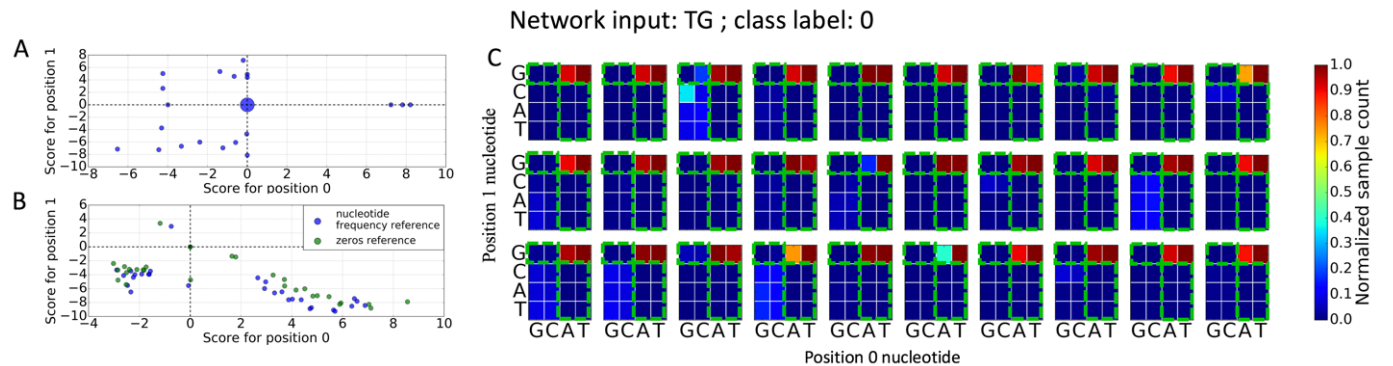 Network input: TG ; class label: 0
A
Score for position 1
8
6
4
2
0
−2
−4
−6
−8
−10
−8 −6 −4 −2 0 2 4 6 8 10
Score for position 0
B
Score for position 1
6
4
2
0
−2
−4
−6
−8
−10
−4 −2 0 2 4 6 8 10
Score for position 0
nucleotide
frequency reference
zeros reference
C
Position 1 nucleotide
G
C
A
T
G
C
A
T
G
C
A
T
GCAT GCAT GCAT GCAT GCAT GCAT GCAT GCAT GCAT GCAT
Position 0 nucleotide
1.0
0.9
0.8
0.7
0.6
0.5
0.4
0.3
0.2
0.1
0.0
Normalized sample count